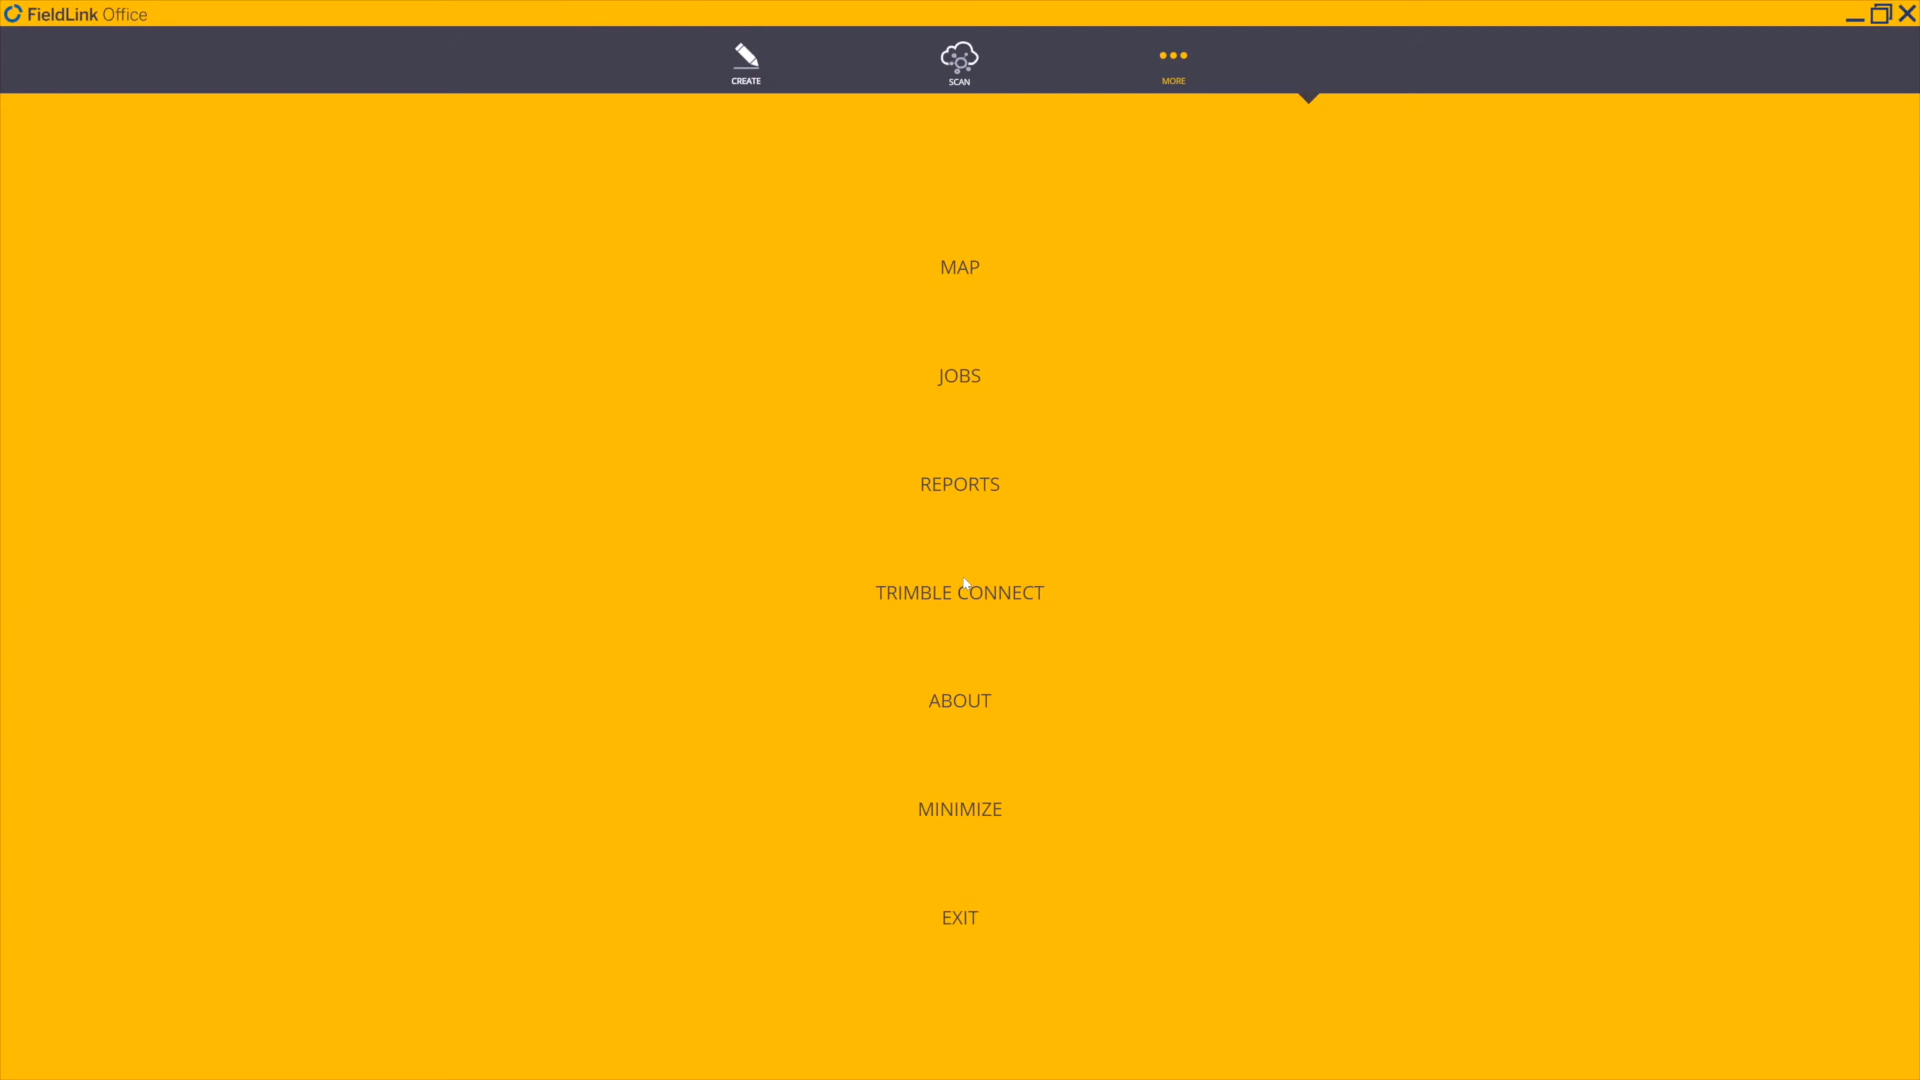 FieldLink Office
CREATE
SCAN
MORE
MAP
JOBS
REPORTS
TRIMBLE CONNECT
ABOUT
MINIMIZE
EXIT